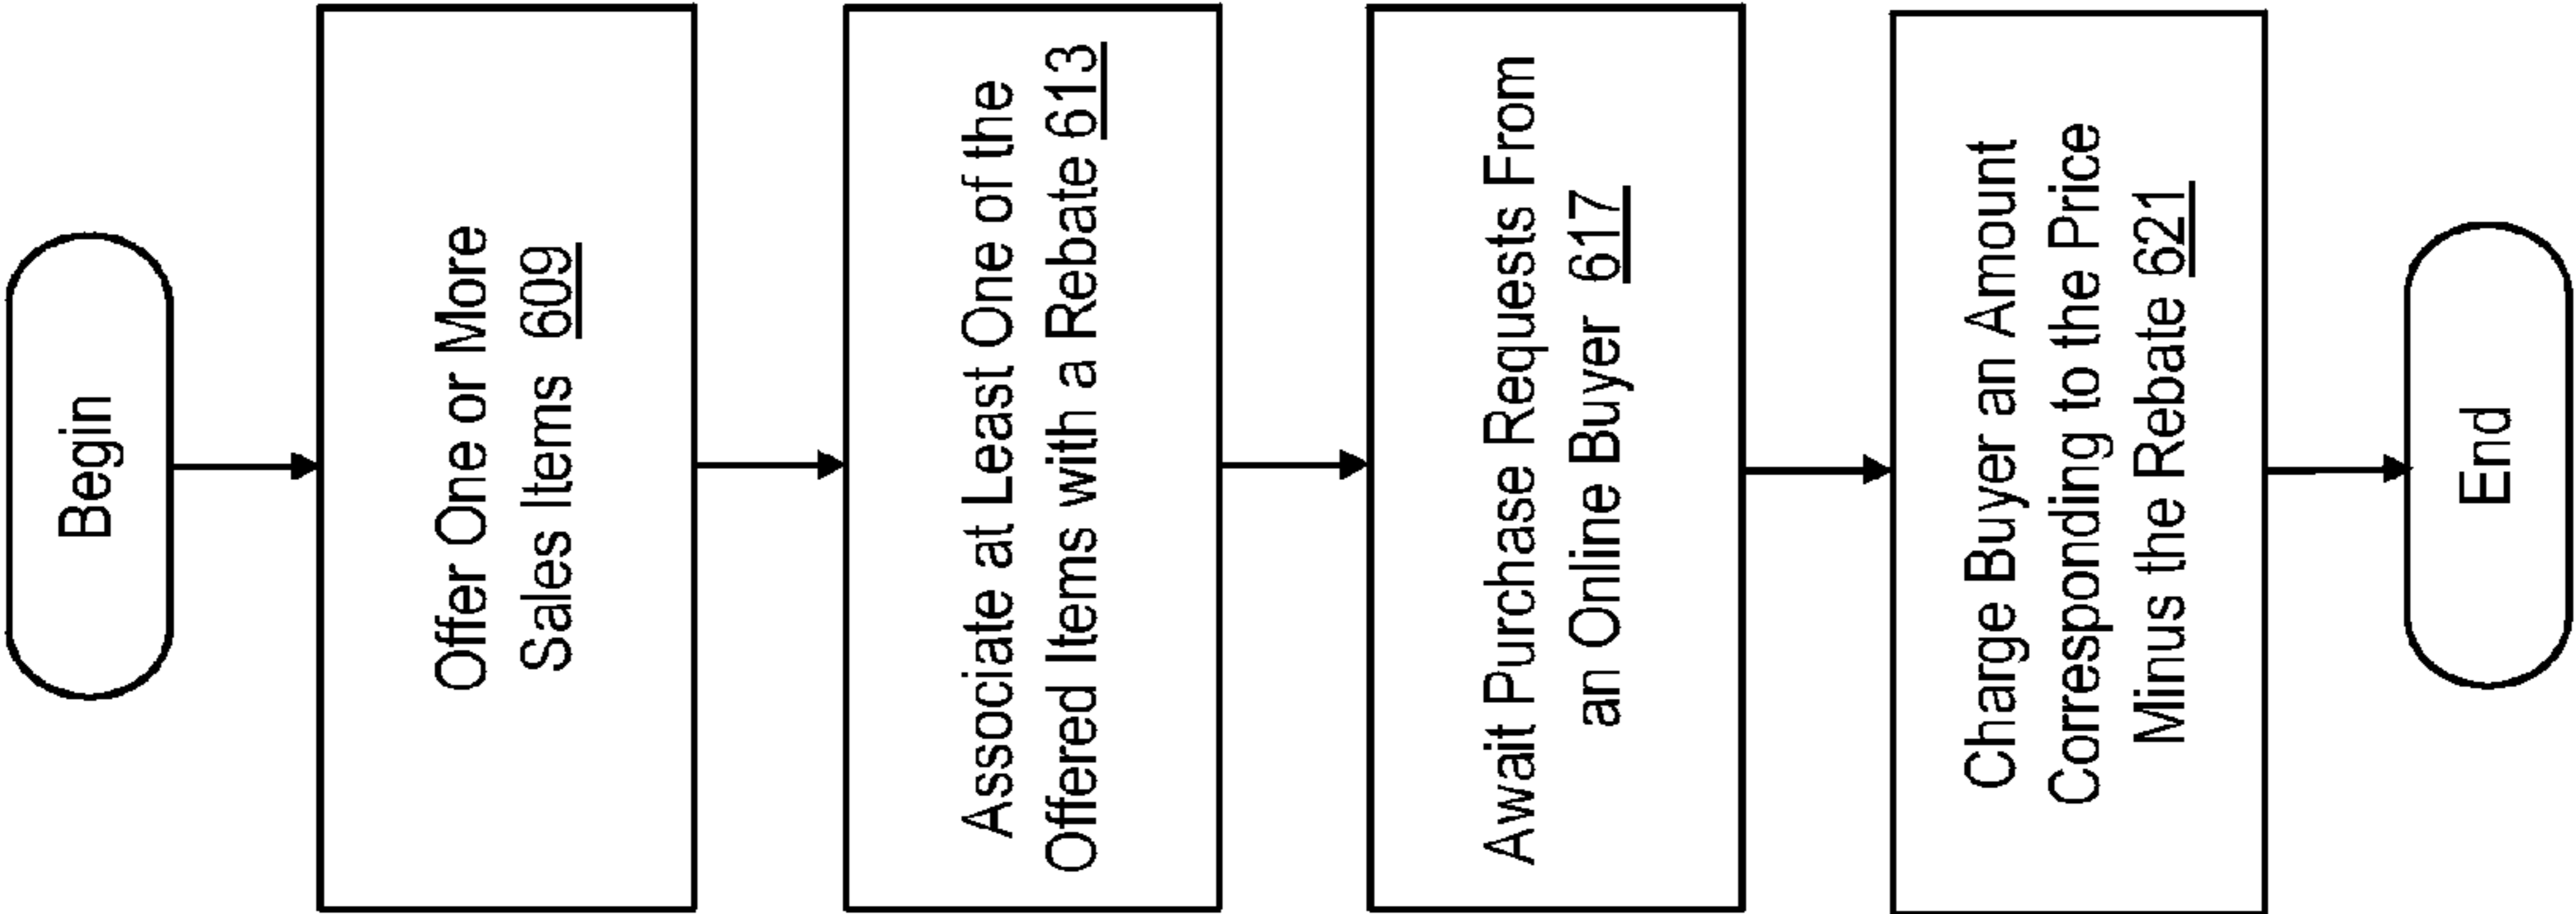 Begin
Offer One or More
Sales Items 609
Associate at Least One of the
Offered Items with a Rebate 613
Await Purchase Requests From
an Online Buyer 617
Charge Buyer an Amount
Corresponding to the Price
Minus the Rebate 621
End